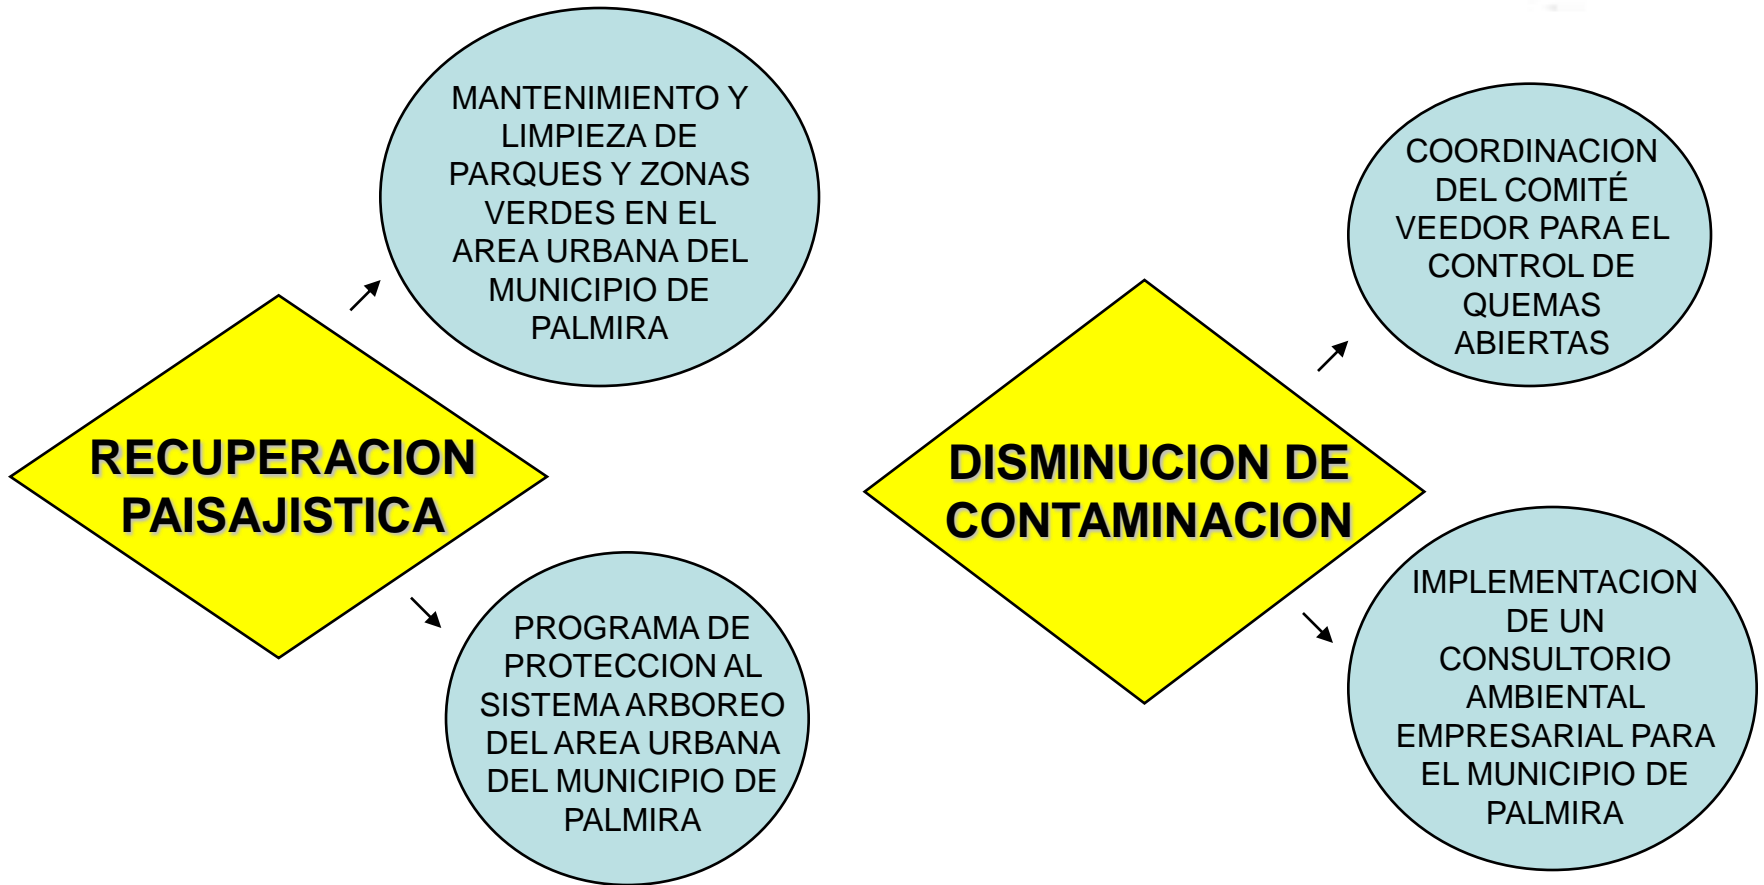 MANTENIMIENTO Y
LIMPIEZA DE
PARQUES Y ZONAS
VERDES EN EL
AREA URBANA DEL
MUNICIPIO DE
PALMIRA
RECUPERACION
PAISAJISTICA
PROGRAMA DE
PROTECCION AL
SISTEMA ARBOREO
DEL AREA URBANA
DEL MUNICIPIO DE
PALMIRA
COORDINACION
DEL COMITÉ
VEEDOR PARA EL
CONTROL DE
QUEMAS
ABIERTAS
DISMINUCION DE
CONTAMINACION
IMPLEMENTACION
DE UN
CONSULTORIO
AMBIENTAL
EMPRESARIAL PARA
EL MUNICIPIO DE
PALMIRA